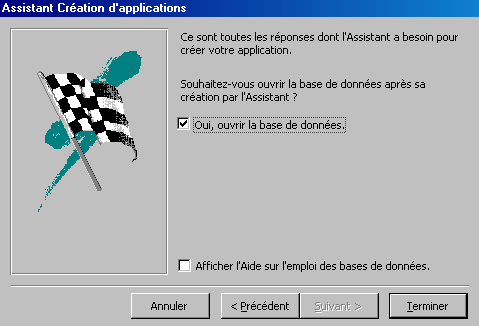 Assistant Création d'applications
Ce sont toutes les réponses dont l'Assistant a besoin pour
créer votre application.
Souhaitez-vous ouvrir la base de données après sa
création par l'Assistant ?
Oui, ouvrir la base de données.
Afficher l'Aide sur l'emploi des bases de données.
Annuler
< Précédent
Suivant >
Terminer